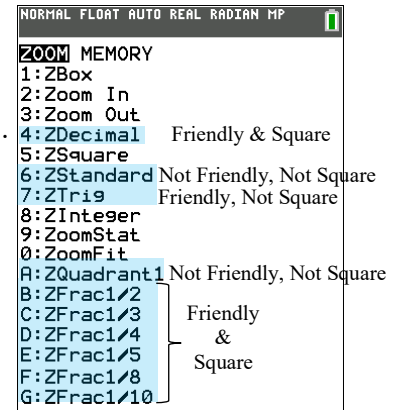 NORMAL FLOAT AUTO REAL RADIAN MP
ZOOM MEMORY
1:ZBox
2:Zoom In
3:Zoom Out
4:ZDecimal Friendly & Square
5:ZSquare
6:ZStandard Not Friendly, Not Square
7:ZTrig Friendly, Not Square
8:ZInteger
9:ZoomStat
0:ZoomFit
A:ZQuadrant1 Not Friendly, Not Square
B:ZFrac1/2
C:ZFrac1/3 Friendly
D:ZFrac1/4 &
E:ZFrac1/5 Square
F:ZFrac1/8
G:ZFrac1/10